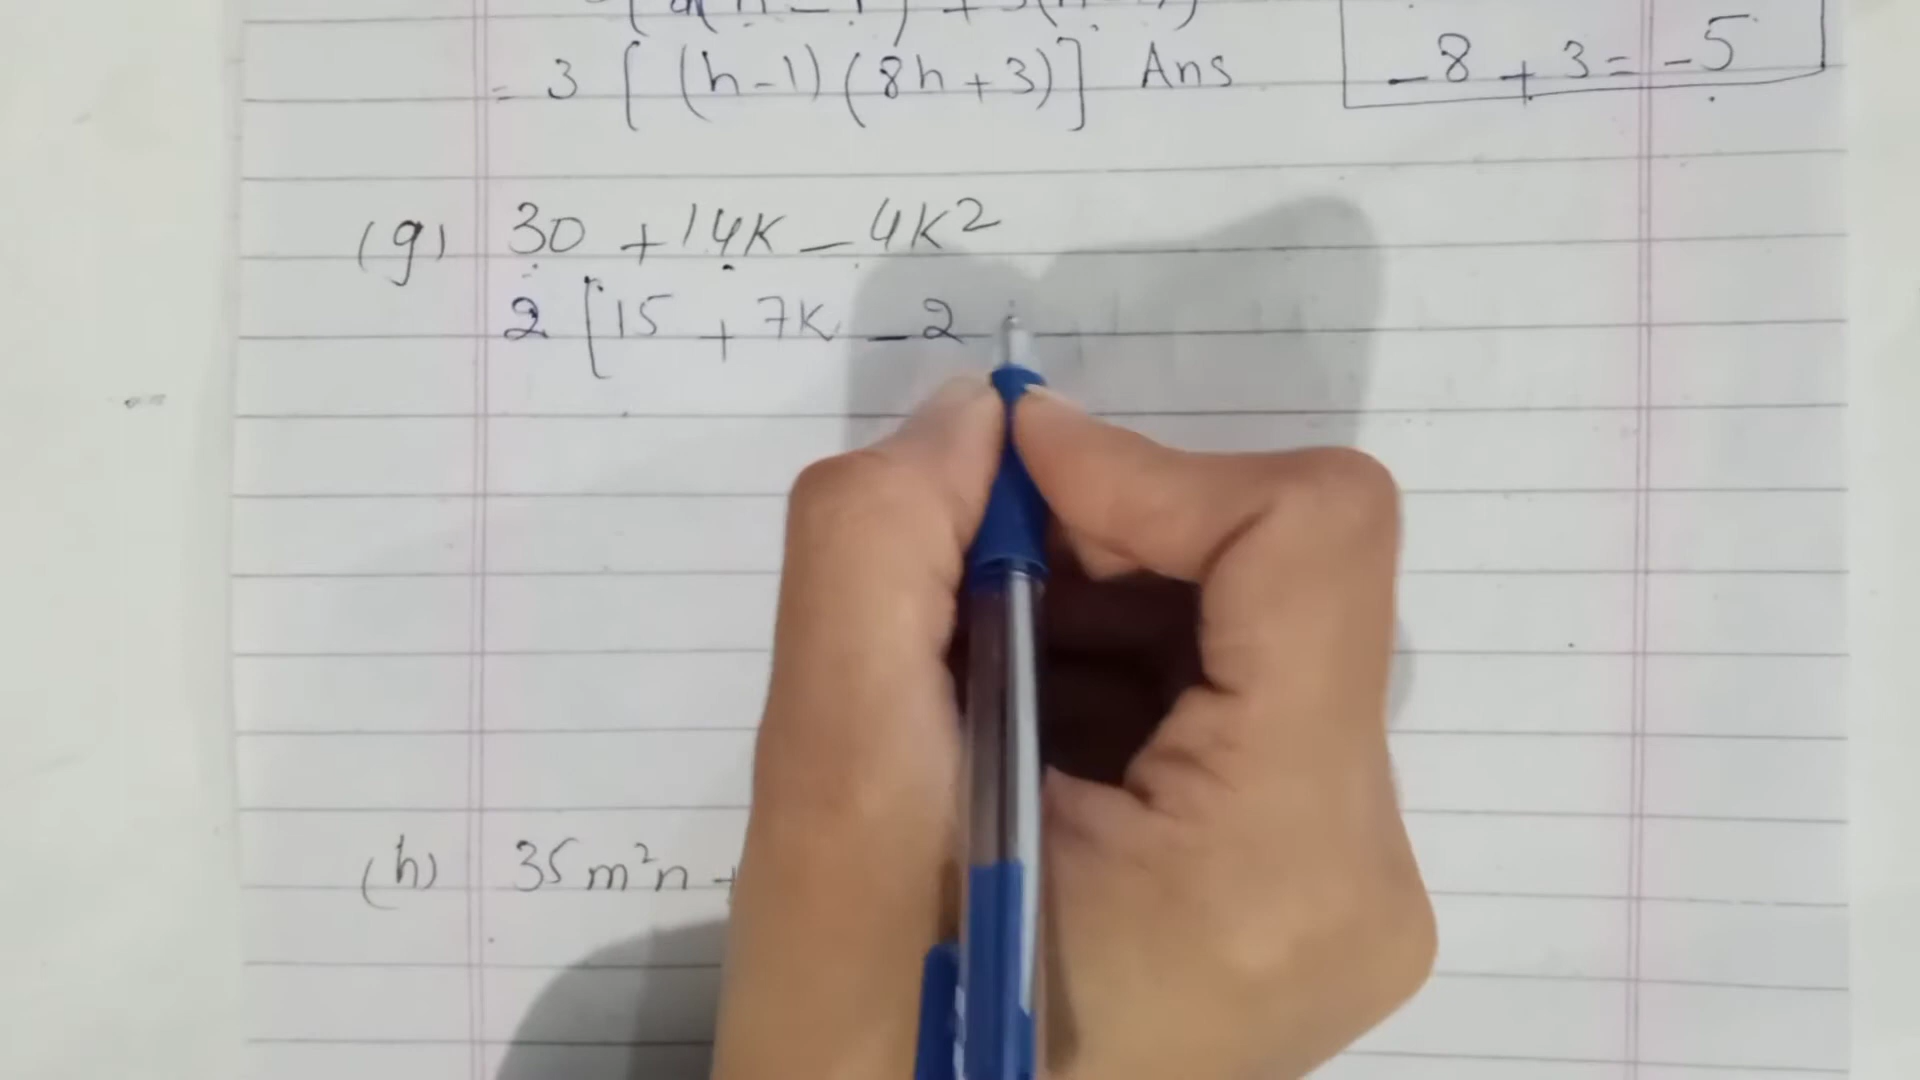 = 3 [ (h-1) (8h+3)] Ans
-8 + 3 = -5
(g) 30 + 14K - 4K2
2 [15 + 7K - 2
(h) 35m²n +